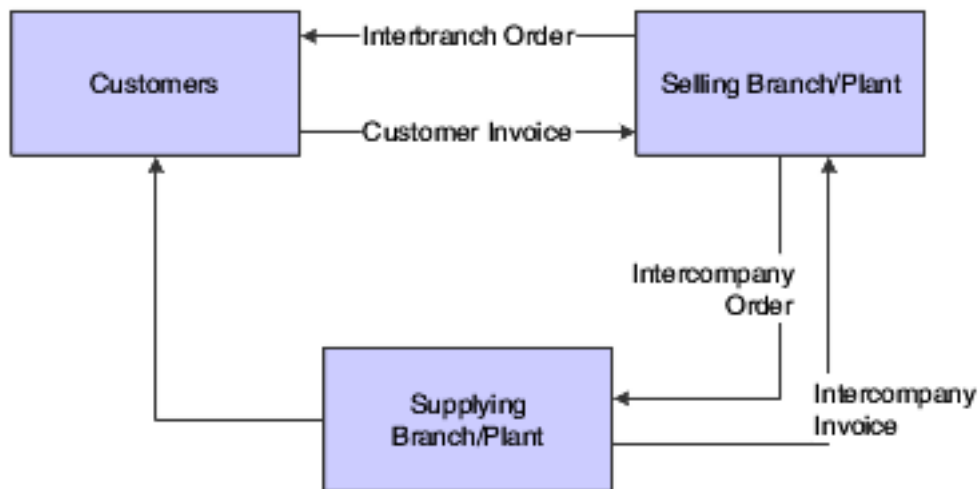 Customers
Interbranch Order
Selling Branch/Plant
Customer Invoice
Intercompany
Order
Supplying
Branch/Plant
Intercompany
Invoice